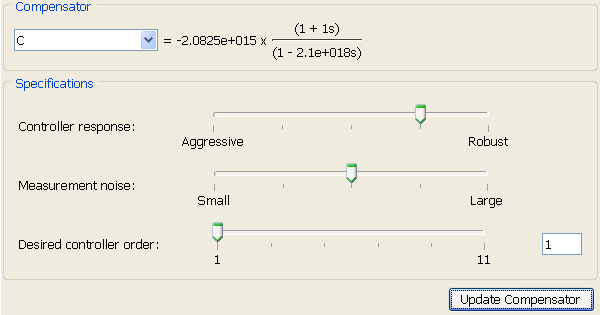 Compensator
C = -2.0825e+015 x (1 + 1s)
(1 - 2.1e+018s)
Specifications
Controller response:
Aggressive Robust
Measurement noise:
Small Large
Desired controller order: 1
1 11
Update Compensator